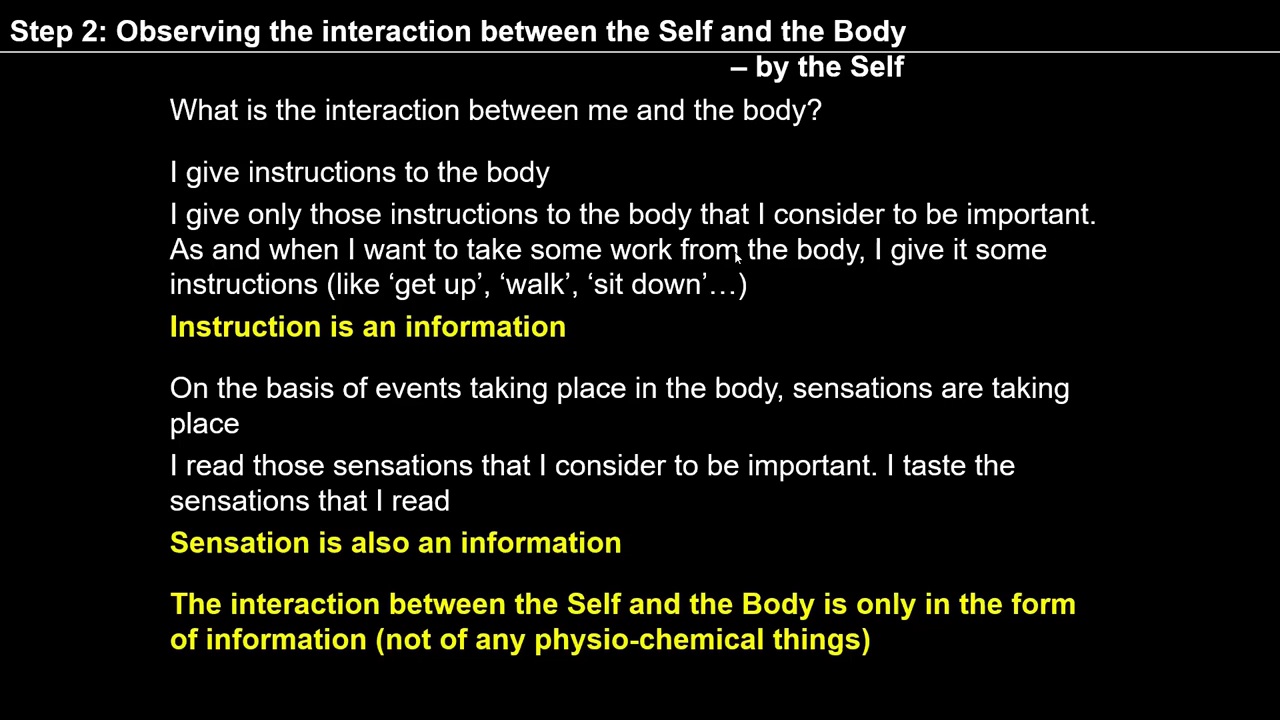 Step 2: Observing the interaction between the Self and the Body
– by the Self
What is the interaction between me and the body?
I give instructions to the body
I give only those instructions to the body that I consider to be important.
As and when I want to take some work from the body, I give it some
instructions (like ‘get up’, ‘walk’, ‘sit down’…)
Instruction is an information
On the basis of events taking place in the body, sensations are taking
place
I read those sensations that I consider to be important. I taste the
sensations that I read
Sensation is also an information
The interaction between the Self and the Body is only in the form
of information (not of any physio-chemical things)